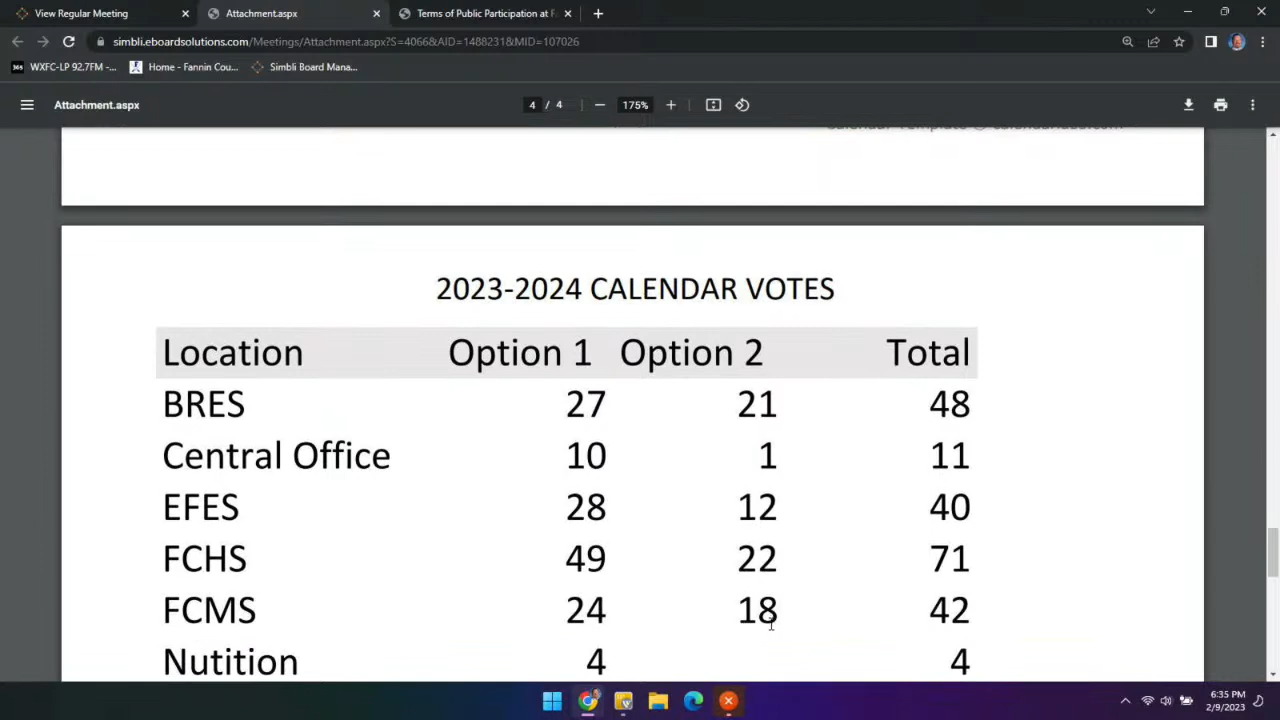 View Regular Meeting
Attachment.aspx
Terms of Public Participation at R
simbli.eboardsolutions.com/Meetings/Attachment.aspx?S=4066&AID=1488231&MID=107026
WXFC-LP 92.7FM -...
Home - Fannin Cou...
Simbli Board Mana...
Attachment.aspx
4 / 4
175%
2023-2024 CALENDAR VOTES
Location Option 1 Option 2 Total
BRES 27 21 48
Central Office 10 1 11
EFES 28 12 40
FCHS 49 22 71
FCMS 24 18 42
Nutition 4 4
6:35 PM
2/9/2023